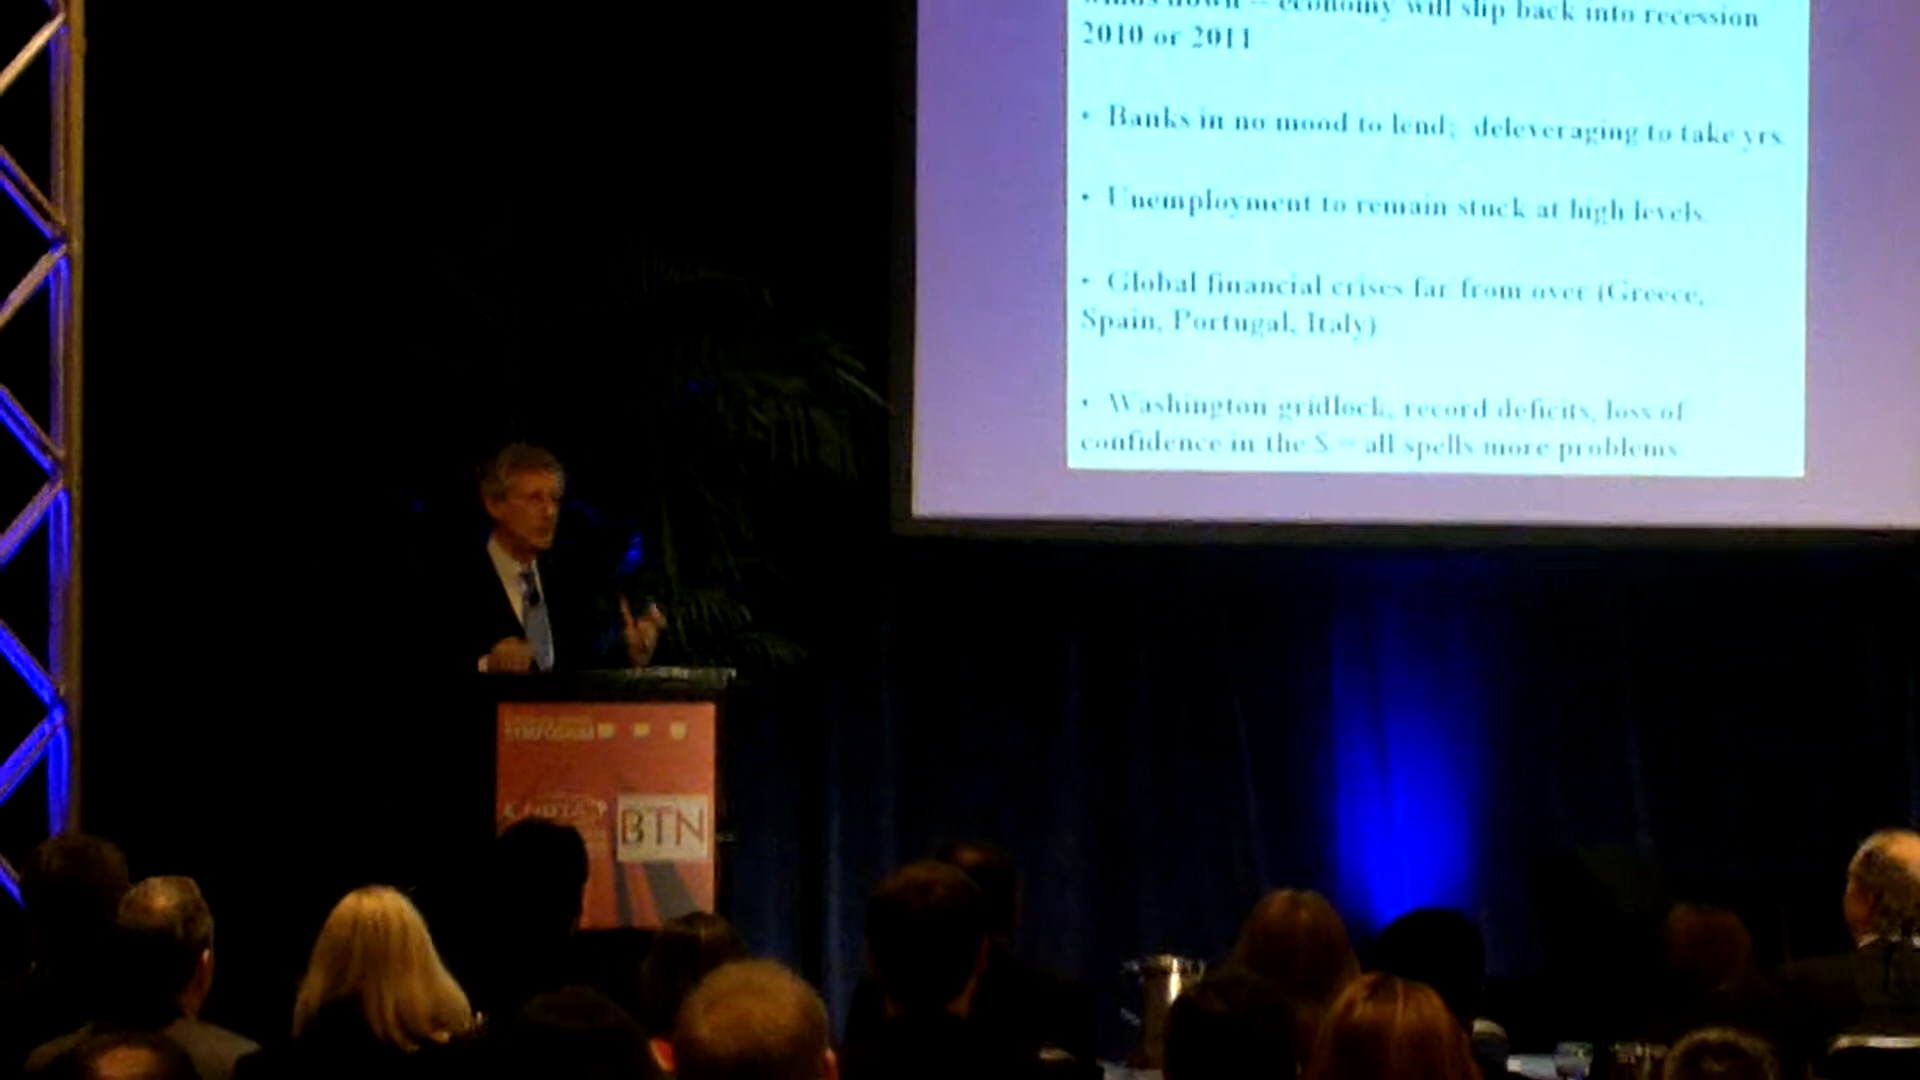 down – economy will slip back into recession
2010 or 2011
• Banks in no mood to lend; deleveraging to take yrs.
• Unemployment to remain stuck at high levels
• Global financial crises far from over (Greece,
Spain, Portugal, Italy)
• Washington gridlock, record deficits, loss of
confidence in the $ – all spells more problems
SYMPOSIUM
BTN